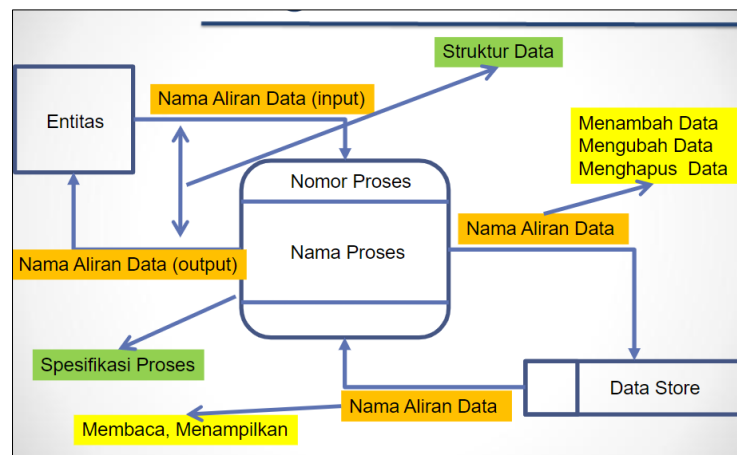 Struktur Data
Nama Aliran Data (input)
Entitas
Menambah Data
Mengubah Data
Menghapus Data
Nomor Proses
Nama Aliran Data
Nama Proses
Nama Aliran Data (output)
Spesifikasi Proses
Data Store
Nama Aliran Data
Membaca, Menampilkan